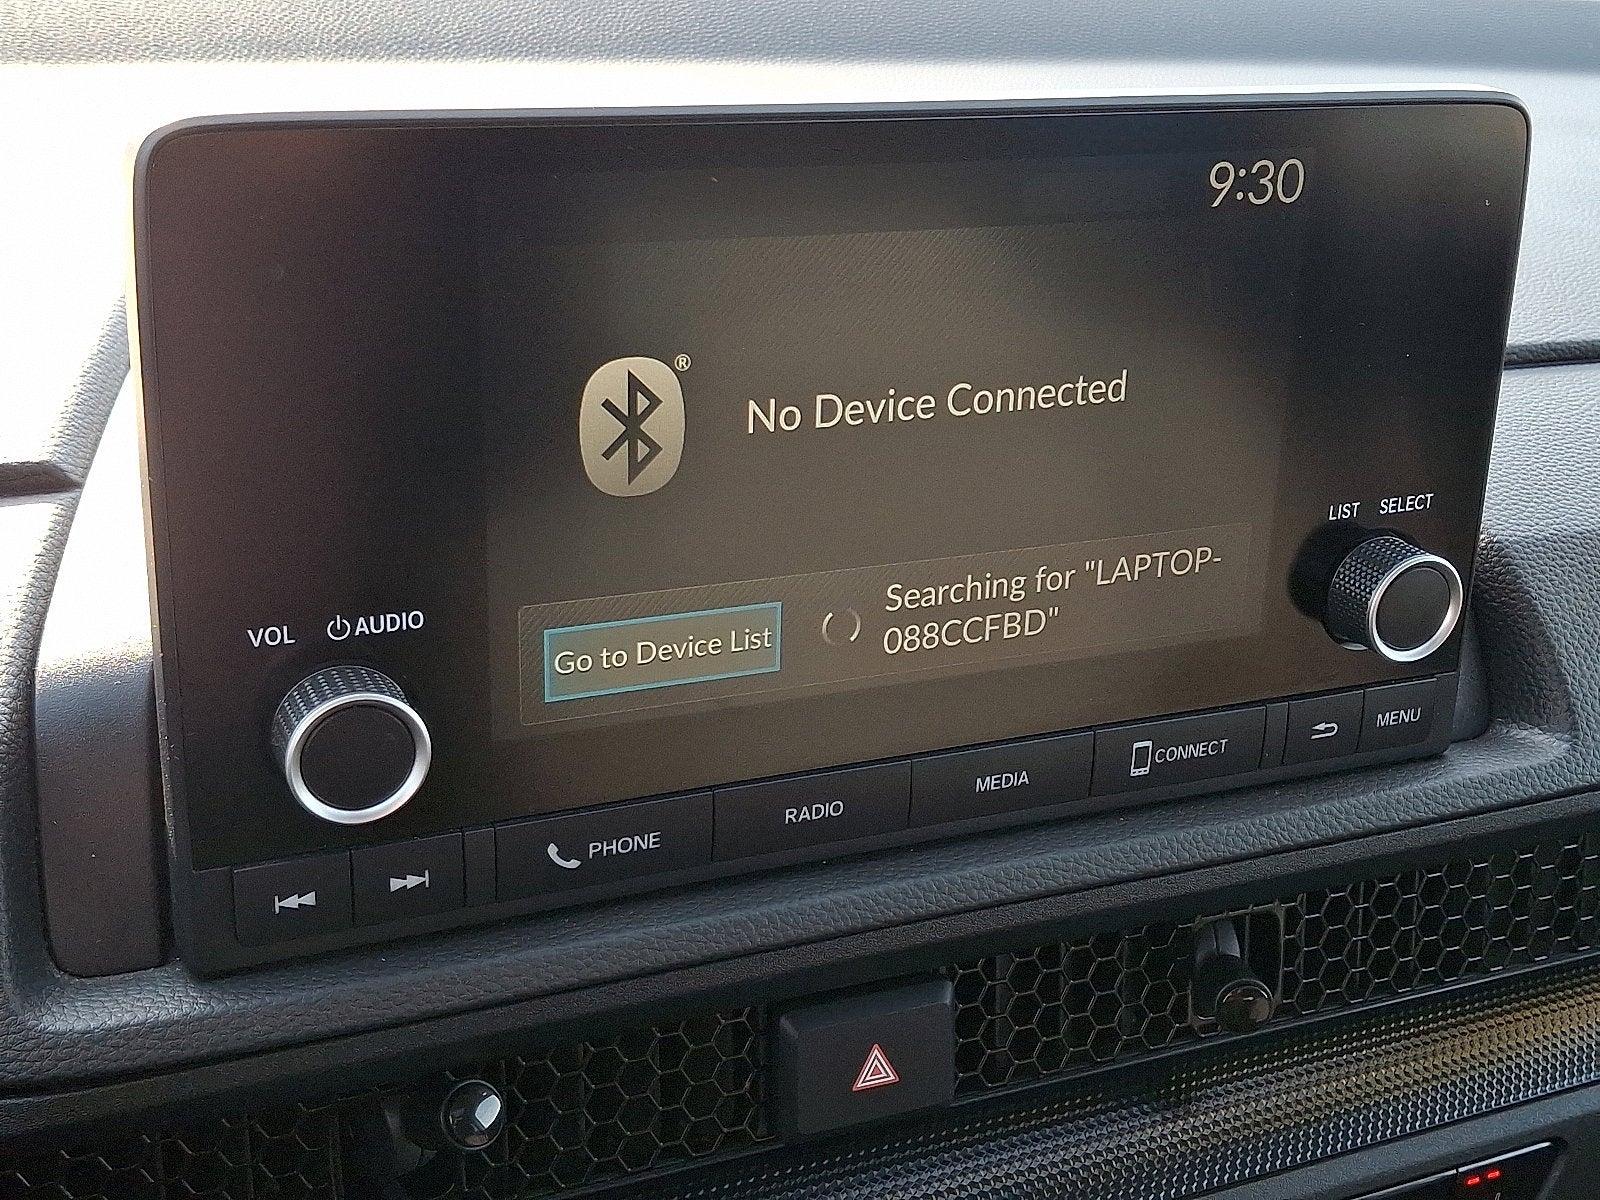 9:30
®
No Device Connected
LIST SELECT
Searching for "LAPTOP-
088CCFBD"
Go to Device List
VOL AUDIO
MENU
CONNECT
MEDIA
RADIO
PHONE